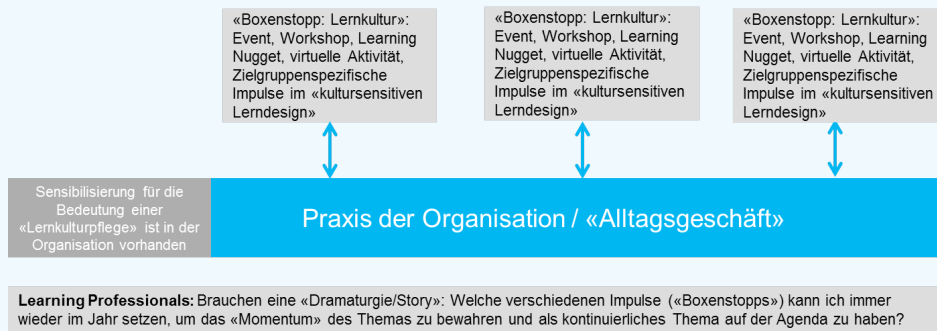 «Boxenstopp: Lernkultur»:
Event, Workshop, Learning
Nugget, virtuelle Aktivität,
Zielgruppenspezifische
Impulse im «kultursensitiven
Lerndesign»
«Boxenstopp: Lernkultur»:
Event, Workshop, Learning
Nugget, virtuelle Aktivität,
Zielgruppenspezifische
Impulse im «kultursensitiven
Lerndesign»
«Boxenstopp: Lernkultur»:
Event, Workshop, Learning
Nugget, virtuelle Aktivität,
Zielgruppenspezifische
Impulse im «kultursensitiven
Lerndesign»
Sensibilisierung für die
Bedeutung einer
«Lernkulturpflege» ist in der
Organisation vorhanden
Praxis der Organisation / «Alltagsgeschäft»
Learning Professionals: Brauchen eine «Dramaturgie/Story»: Welche verschiedenen Impulse («Boxenstopps») kann ich immer
wieder im Jahr setzen, um das «Momentum» des Themas zu bewahren und als kontinuierliches Thema auf der Agenda zu haben?